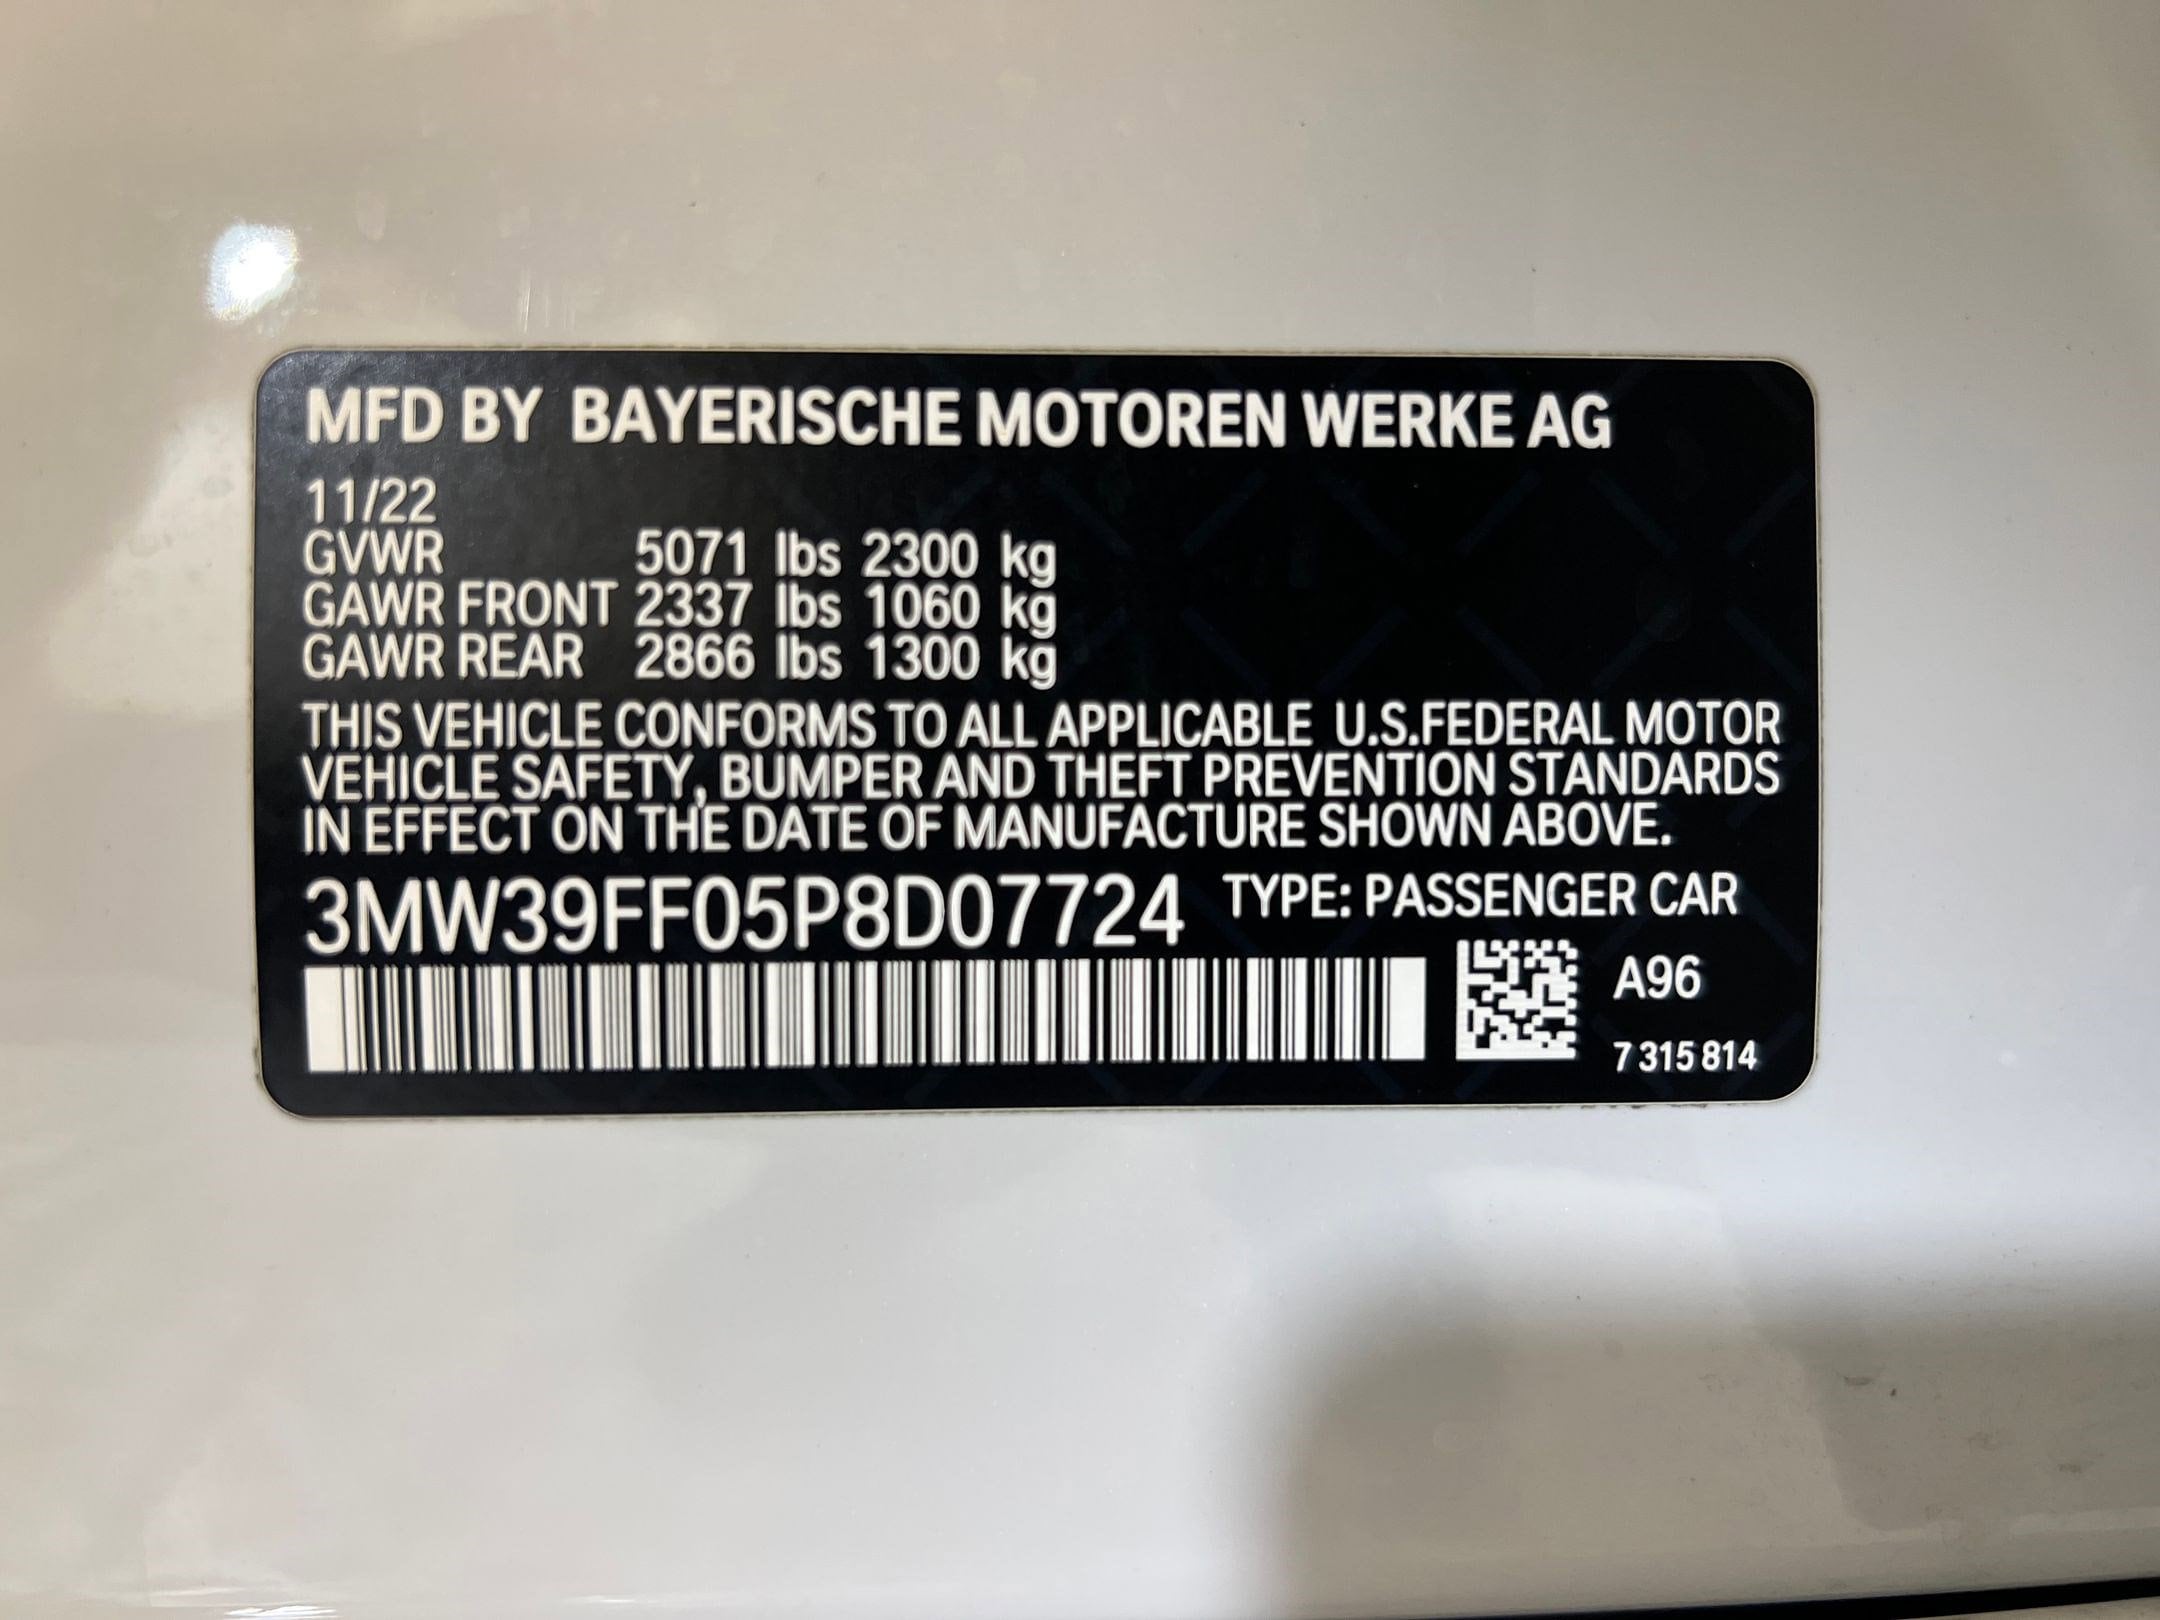 MFD BY BAYERISCHE MOTOREN WERKE AG
11/22
GVWR 5071 lbs 2300 kg
GAWR FRONT 2337 lbs 1060 kg
GAWR REAR 2866 lbs 1300 kg
THIS VEHICLE CONFORMS TO ALL APPLICABLE U.S.FEDERAL MOTOR
VEHICLE SAFETY, BUMPER AND THEFT PREVENTION STANDARDS
IN EFFECT ON THE DATE OF MANUFACTURE SHOWN ABOVE.
3MW39FF05P8D07724 TYPE: PASSENGER CAR
A96
7 315 814